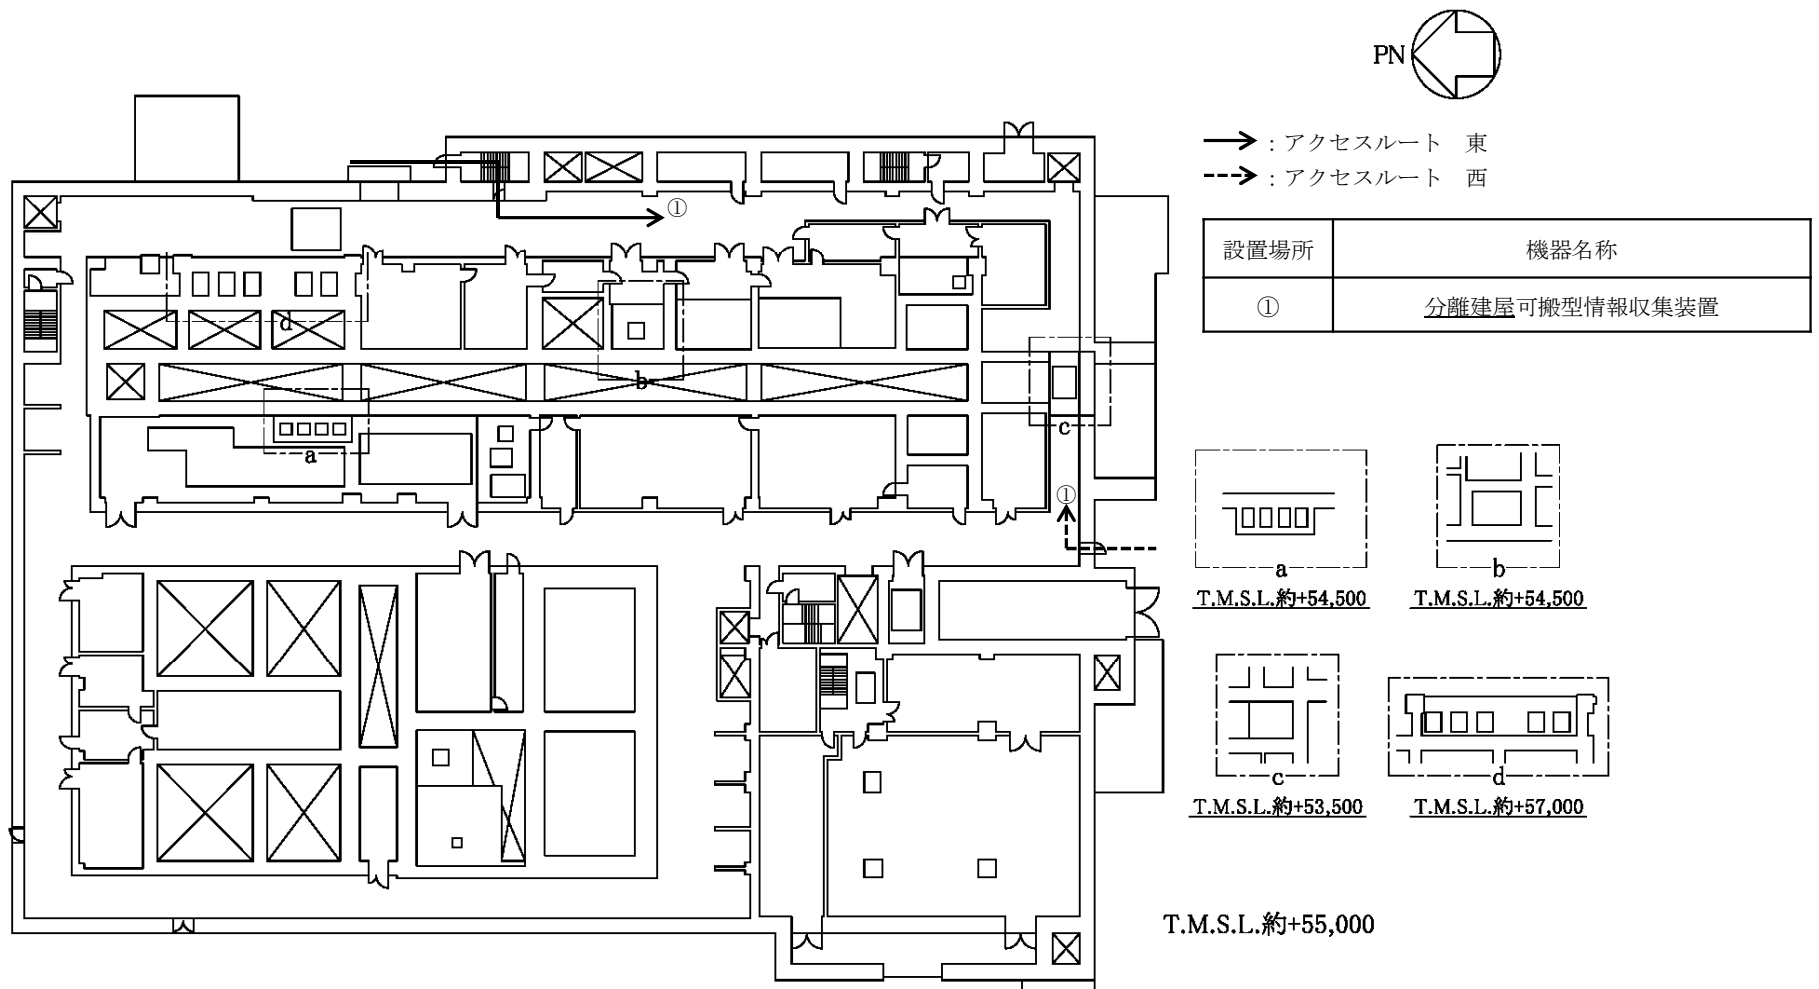 PN
: アクセスルート 東
: アクセスルート 西
設置場所 機器名称
① 分離建屋可搬型情報収集装置
①
d
b
a
c
①
a
T.M.S.L.約+54,500
b
T.M.S.L.約+54,500
c
T.M.S.L.約+53,500
d
T.M.S.L.約+57,000
T.M.S.L.約+55,000